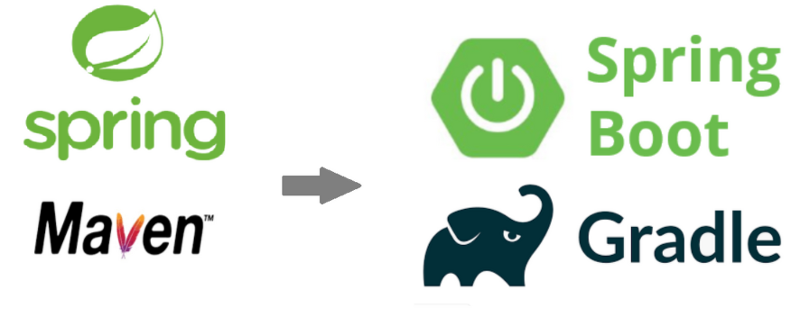 spring
Maven™
Spring
Boot
Gradle